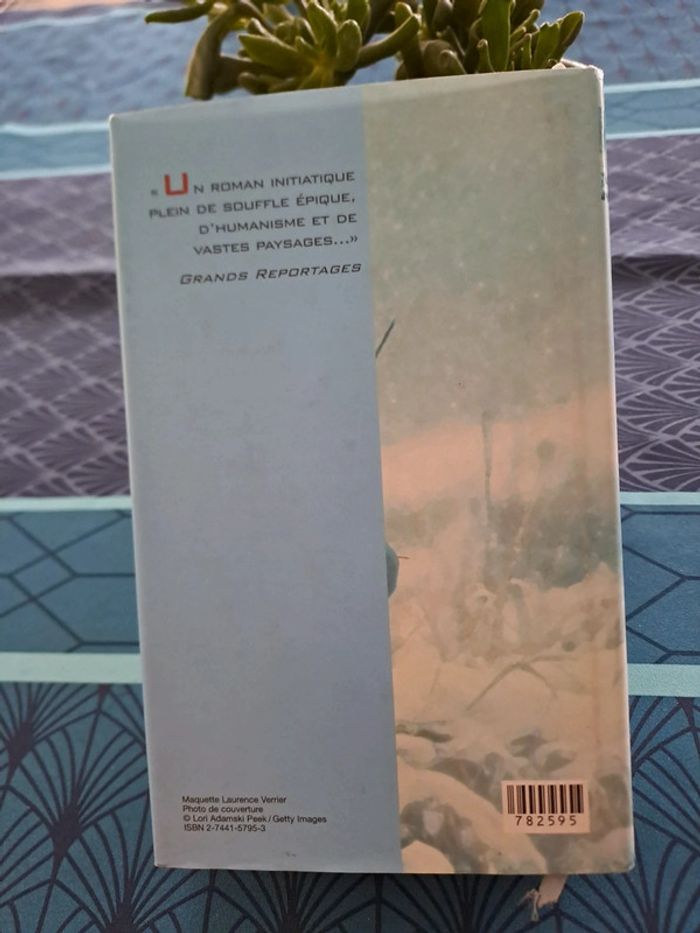 « UN ROMAN INITIATIQUE
PLEIN DE SOUFFLE ÉPIQUE,
D'HUMANISME ET DE
VASTES PAYSAGES...»
GRANDS REPORTAGES
Maquette Laurence Verrier
Photo de couverture
© Lori Adamski Peek / Getty Images
ISBN 2-7441-5795-3
782595